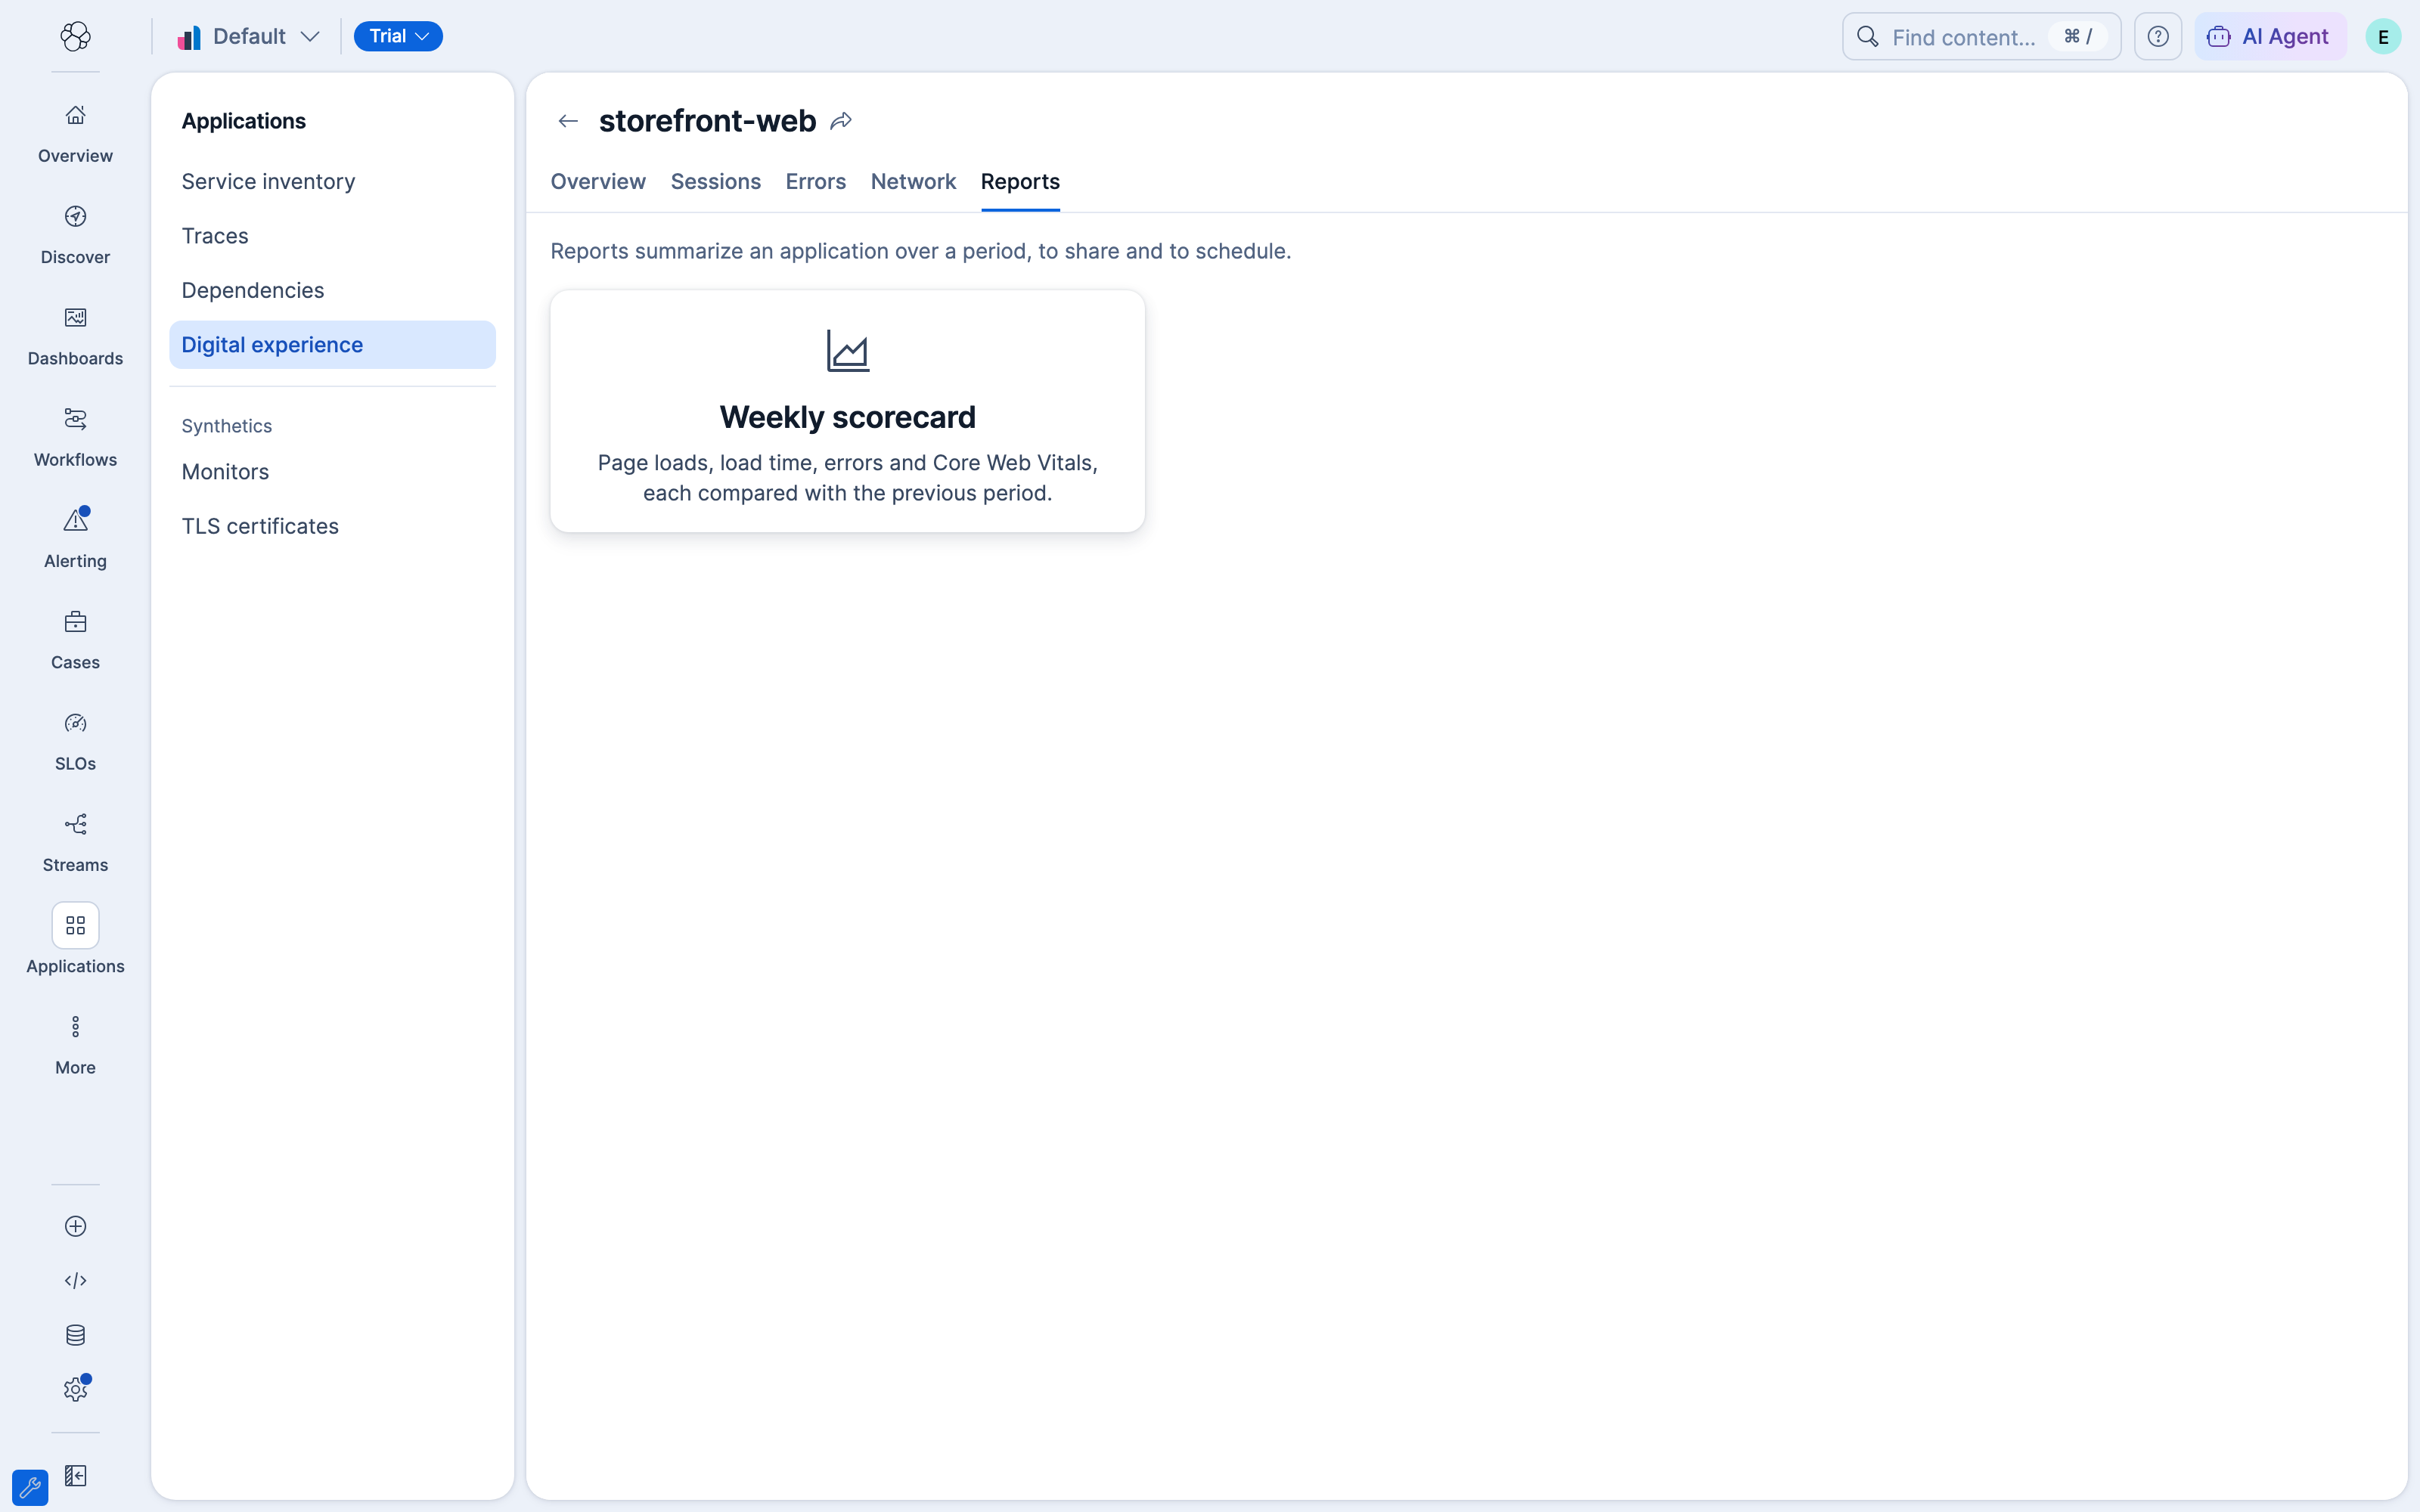 Default
Trial
Find content...
⌘ /
AI Agent
E
Overview
Discover
Dashboards
Workflows
Alerting
Cases
SLOs
Streams
Applications
More
Applications
Service inventory
Traces
Dependencies
Digital experience
Synthetics
Monitors
TLS certificates
storefront-web
Overview Sessions Errors Network Reports
Reports summarize an application over a period, to share and to schedule.
Weekly scorecard
Page loads, load time, errors and Core Web Vitals,
each compared with the previous period.